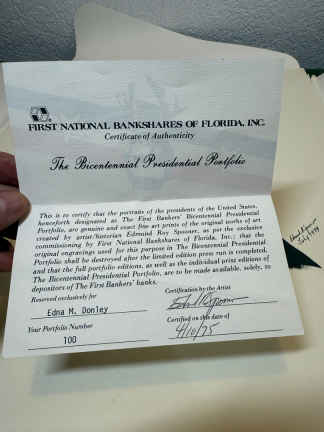 FIRST NATIONAL BANKSHARES OF FLORIDA, INC.
Certificate of Authenticity
The Bicentennial Presidential Portfolio
This is to certify that the portraits of the presidents of the United States,
henceforth designated as The First Bankers' Bicentennial Presidential
Portfolio, are genuine and exact fine art prints of the original works of art
created by artist/historian Edmund Roy Spooner, as per the exclusive
commissioning by First National Bankshares of Florida, Inc.; that the
original engravings used for this purpose in The Bicentennial Presidential
Portfolio shall be destroyed after the limited edition press run is completed,
and that the full portfolio editions, as well as the individual print editions of
The Bicentennial Presidential Portfolio, are to be made available, solely, to
depositors of The First Bankers' banks.
Reserved exclusively for
Edna M. Donley
Your Portfolio Number
100
Certification by the Artist
Certified on this date of
4/10/75